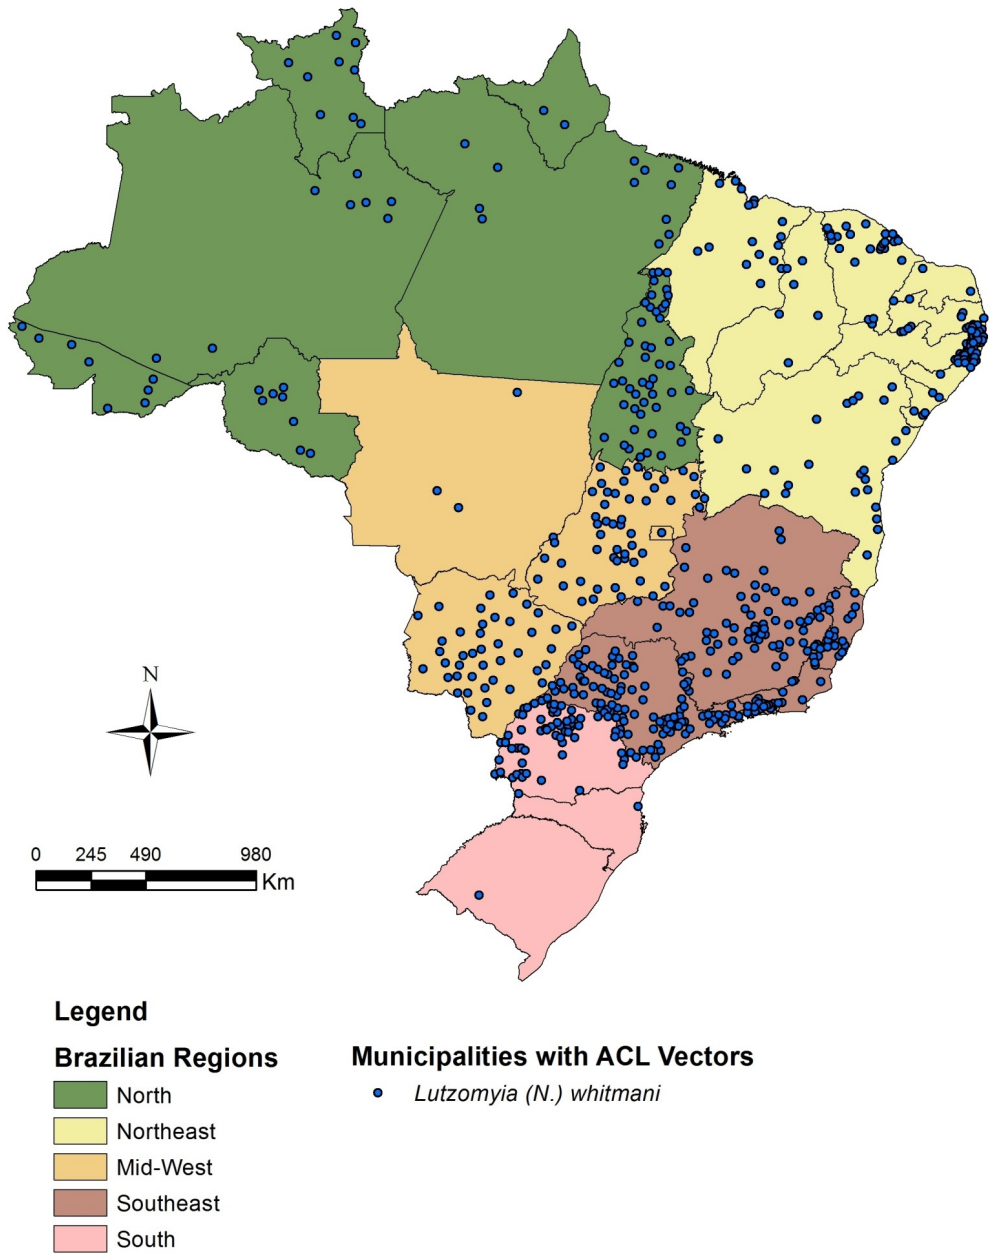 N
0 245 490 980
Km
Legend
Brazilian Regions
North
Northeast
Mid-West
Southeast
South
Municipalities with ACL Vectors
Lutzomyia (N.) whitmani